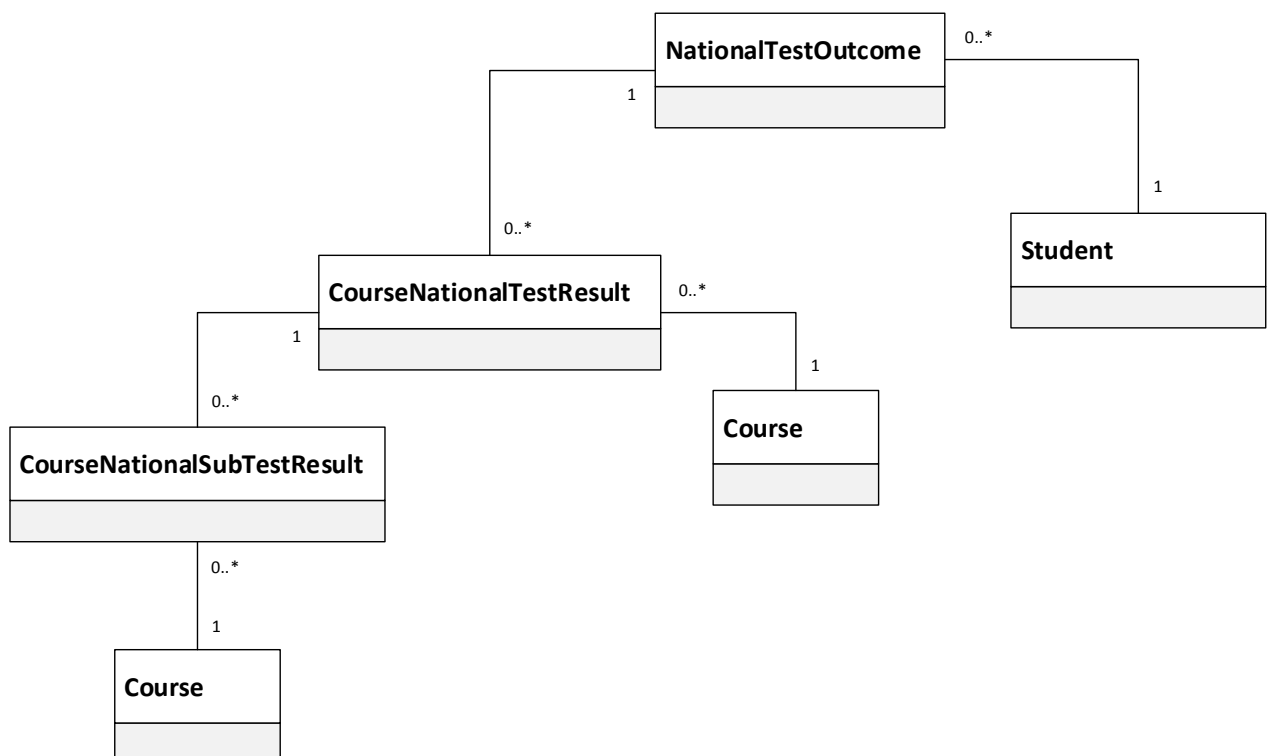 NationalTestOutcome
0..*
1
1
Student
0..*
CourseNationalTestResult
0..*
1
1
0..*
Course
CourseNationalSubTestResult
0..*
1
Course